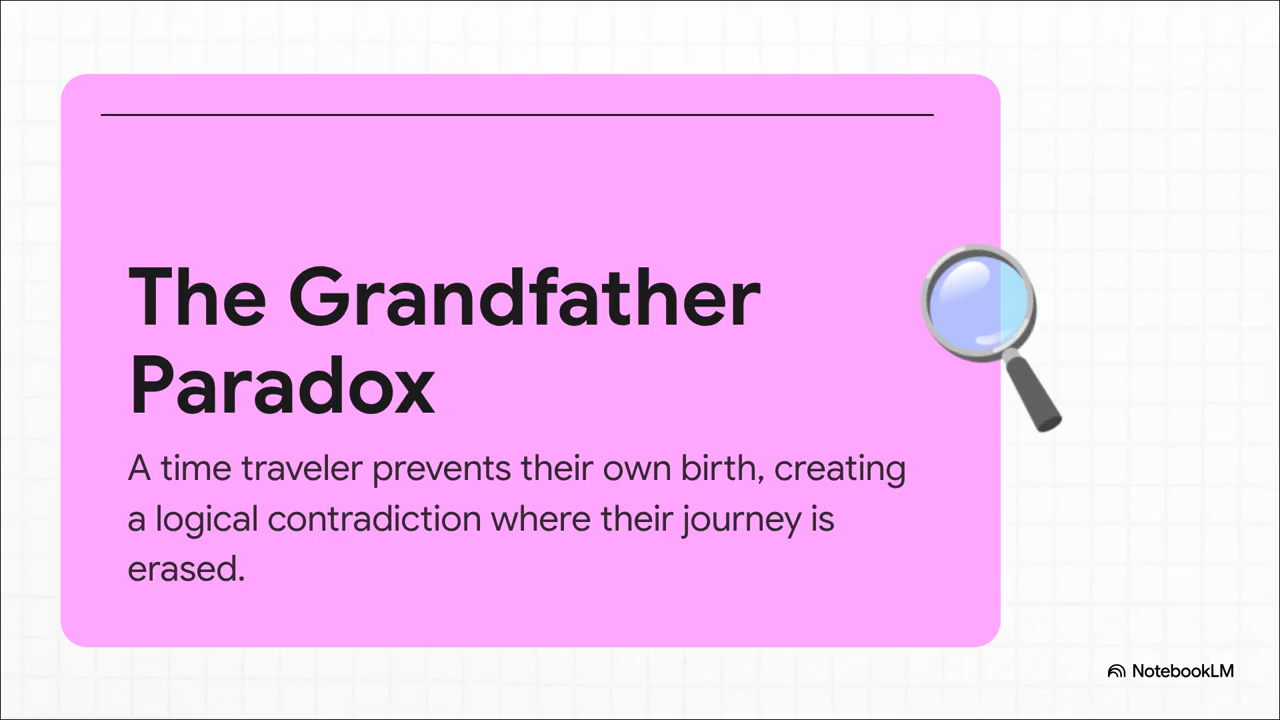 The Grandfather
Paradox
A time traveler prevents their own birth, creating
a logical contradiction where their journey is
erased.
NotebookLM